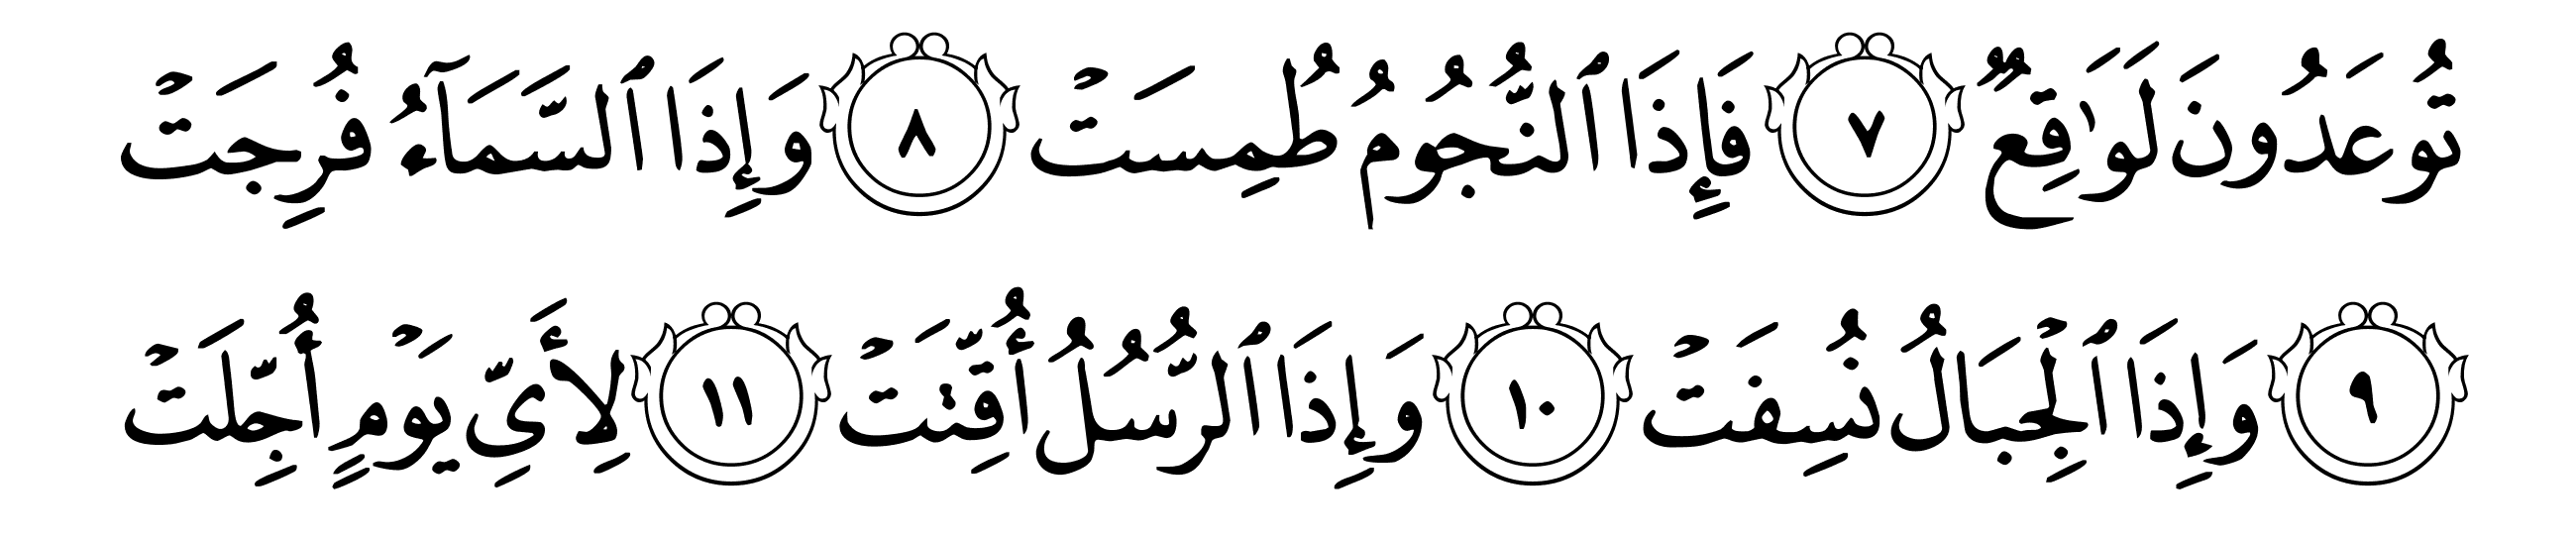 تُوعَدُونَ لَوَٰقِعٌ ٧ فَإِذَا ٱلنُّجُومُ طُمِسَتْ ٨ وَإِذَا ٱلسَّمَآءُ فُرِجَتْ
٩ وَإِذَا ٱلْجِبَالُ نُسِفَتْ ١٠ وَإِذَا ٱلرُّسُلُ أُقِّتَتْ ١١ لِأَىِّ يَوْمٍ أُجِّلَتْ